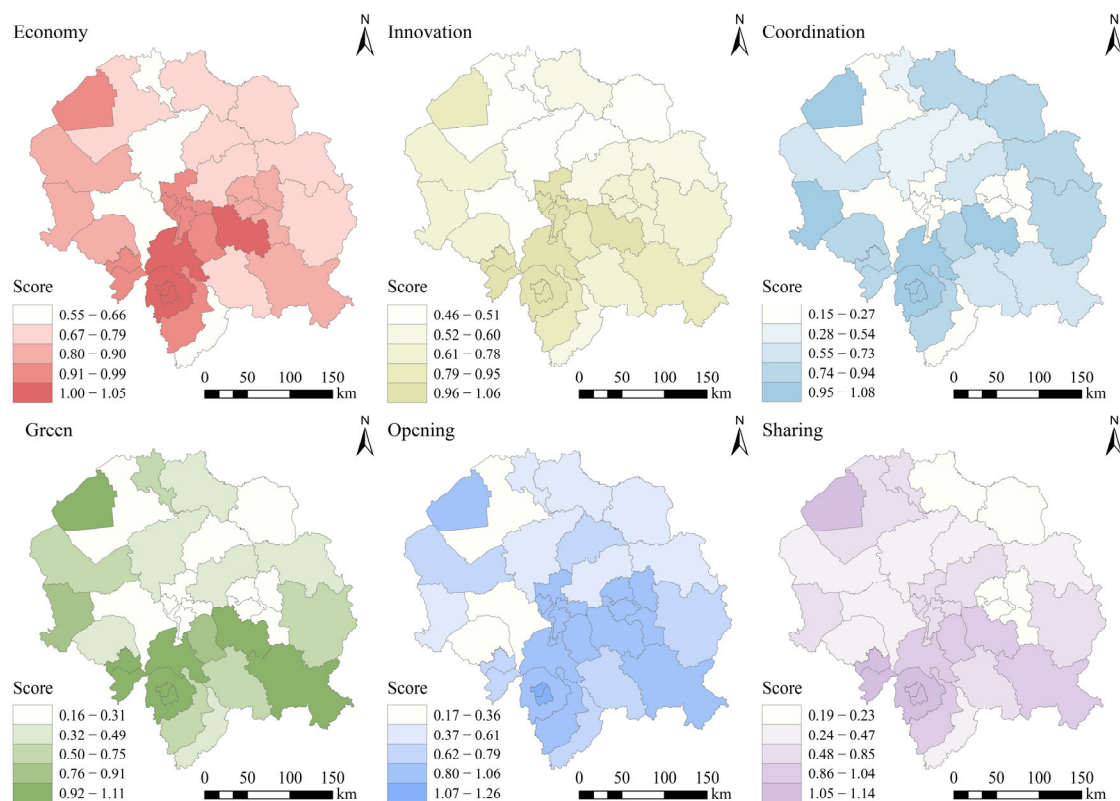 Economy
N
Score
0.55 – 0.66
0.67 – 0.79
0.80 – 0.90
0.91 – 0.99
1.00 – 1.05
0 50 100 150
km
Innovation
N
Score
0.46 – 0.51
0.52 – 0.60
0.61 – 0.78
0.79 – 0.95
0.96 – 1.06
0 50 100 150
km
Coordination
N
Score
0.15 – 0.27
0.28 – 0.54
0.55 – 0.73
0.74 – 0.94
0.95 – 1.08
0 50 100 150
km
Green
N
Score
0.16 – 0.31
0.32 – 0.49
0.50 – 0.75
0.76 – 0.91
0.92 – 1.11
0 50 100 150
km
Opening
N
Score
0.17 – 0.36
0.37 – 0.61
0.62 – 0.79
0.80 – 1.06
1.07 – 1.26
0 50 100 150
km
Sharing
N
Score
0.19 – 0.23
0.24 – 0.47
0.48 – 0.85
0.86 – 1.04
1.05 – 1.14
0 50 100 150
km